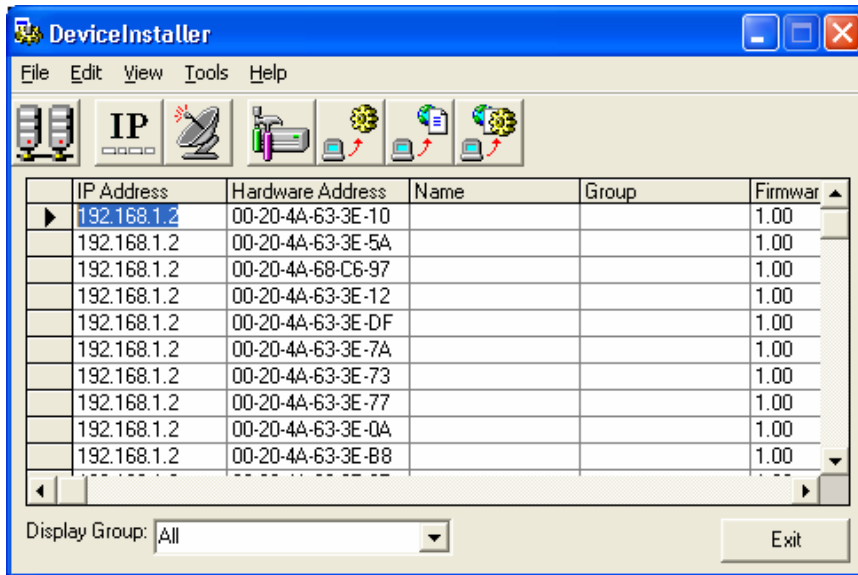 DeviceInstaller
File Edit View Tools Help
IP
IP Address Hardware Address Name Group Firmwar
192.168.1.2 00-20-4A-63-3E-10 1.00
192.168.1.2 00-20-4A-63-3E-5A 1.00
192.168.1.2 00-20-4A-68-C6-97 1.00
192.168.1.2 00-20-4A-63-3E-12 1.00
192.168.1.2 00-20-4A-63-3E-DF 1.00
192.168.1.2 00-20-4A-63-3E-7A 1.00
192.168.1.2 00-20-4A-63-3E-73 1.00
192.168.1.2 00-20-4A-63-3E-77 1.00
192.168.1.2 00-20-4A-63-3E-0A 1.00
192.168.1.2 00-20-4A-63-3E-B8 1.00
Display Group: All Exit